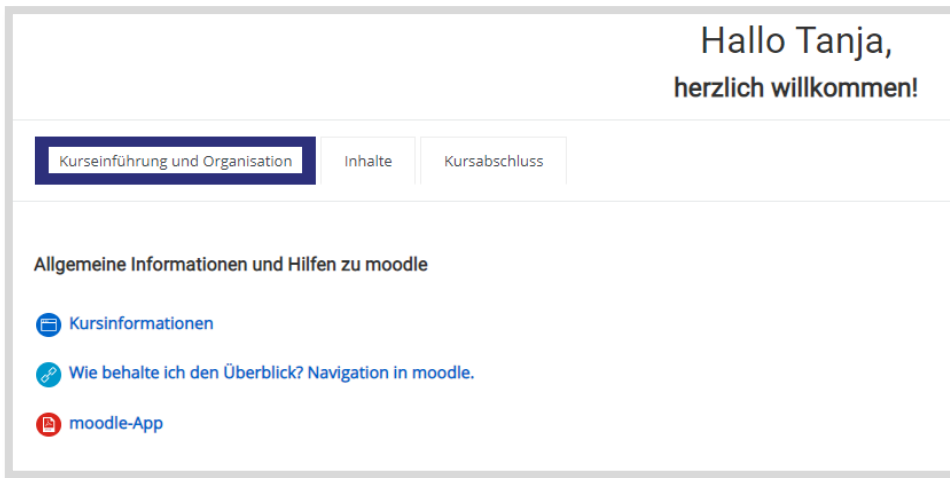 Hallo Tanja,
herzlich willkommen!
Kurseinführung und Organisation
Inhalte
Kursabschluss
Allgemeine Informationen und Hilfen zu moodle
Kursinformationen
Wie behalte ich den Überblick? Navigation in moodle.
moodle-App